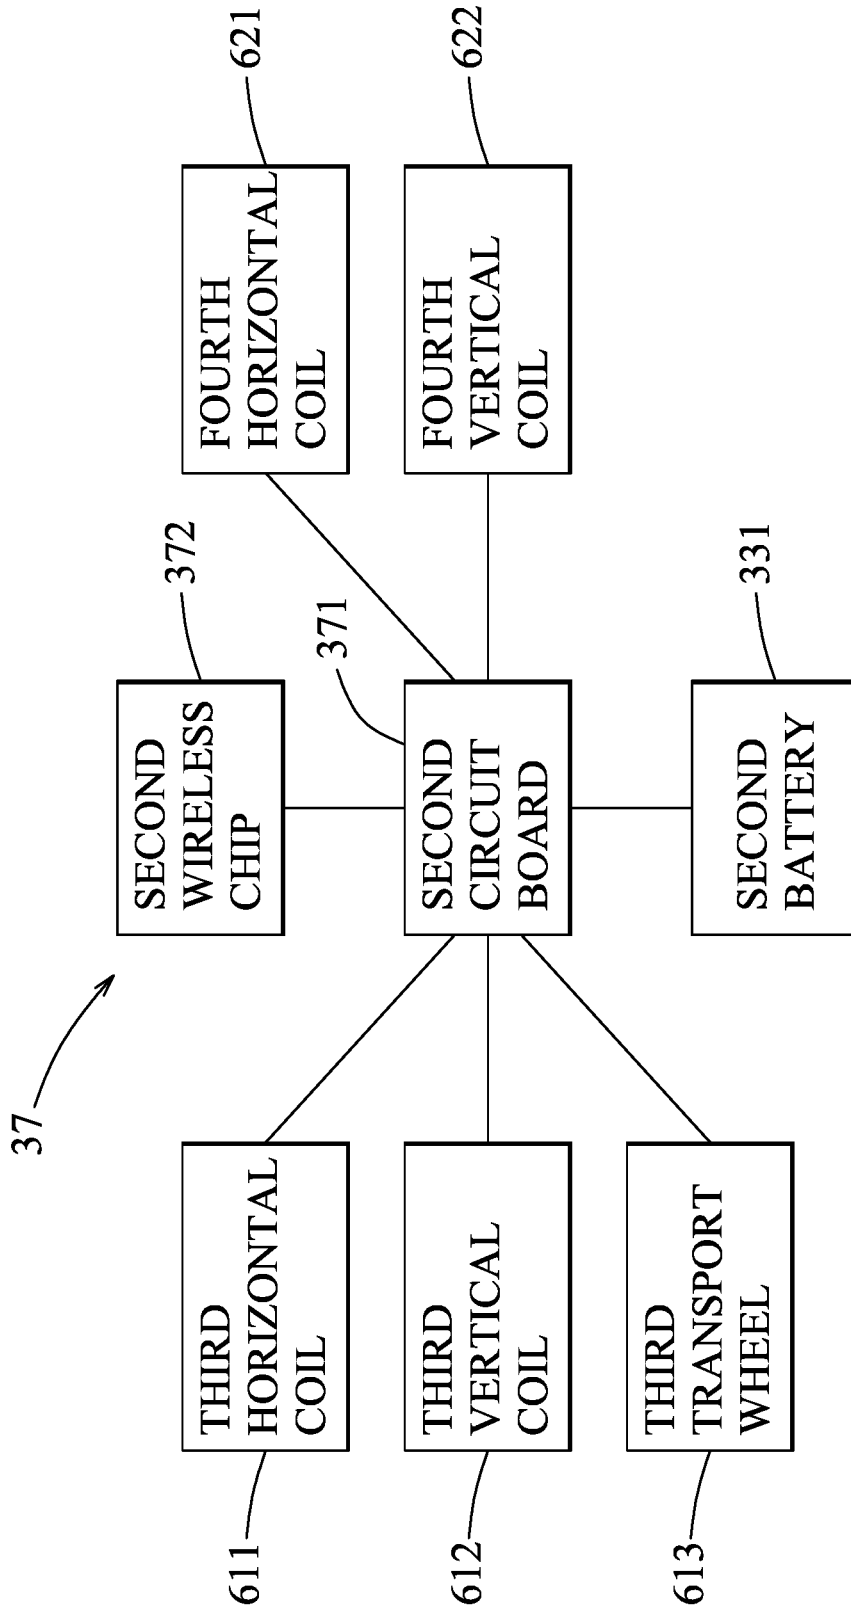 37
372
SECOND
WIRELESS
CHIP
611
THIRD
HORIZONTAL
COIL
621
FOURTH
HORIZONTAL
COIL
371
612
THIRD
VERTICAL
COIL
SECOND
CIRCUIT
BOARD
622
FOURTH
VERTICAL
COIL
613
THIRD
TRANSPORT
WHEEL
331
SECOND
BATTERY